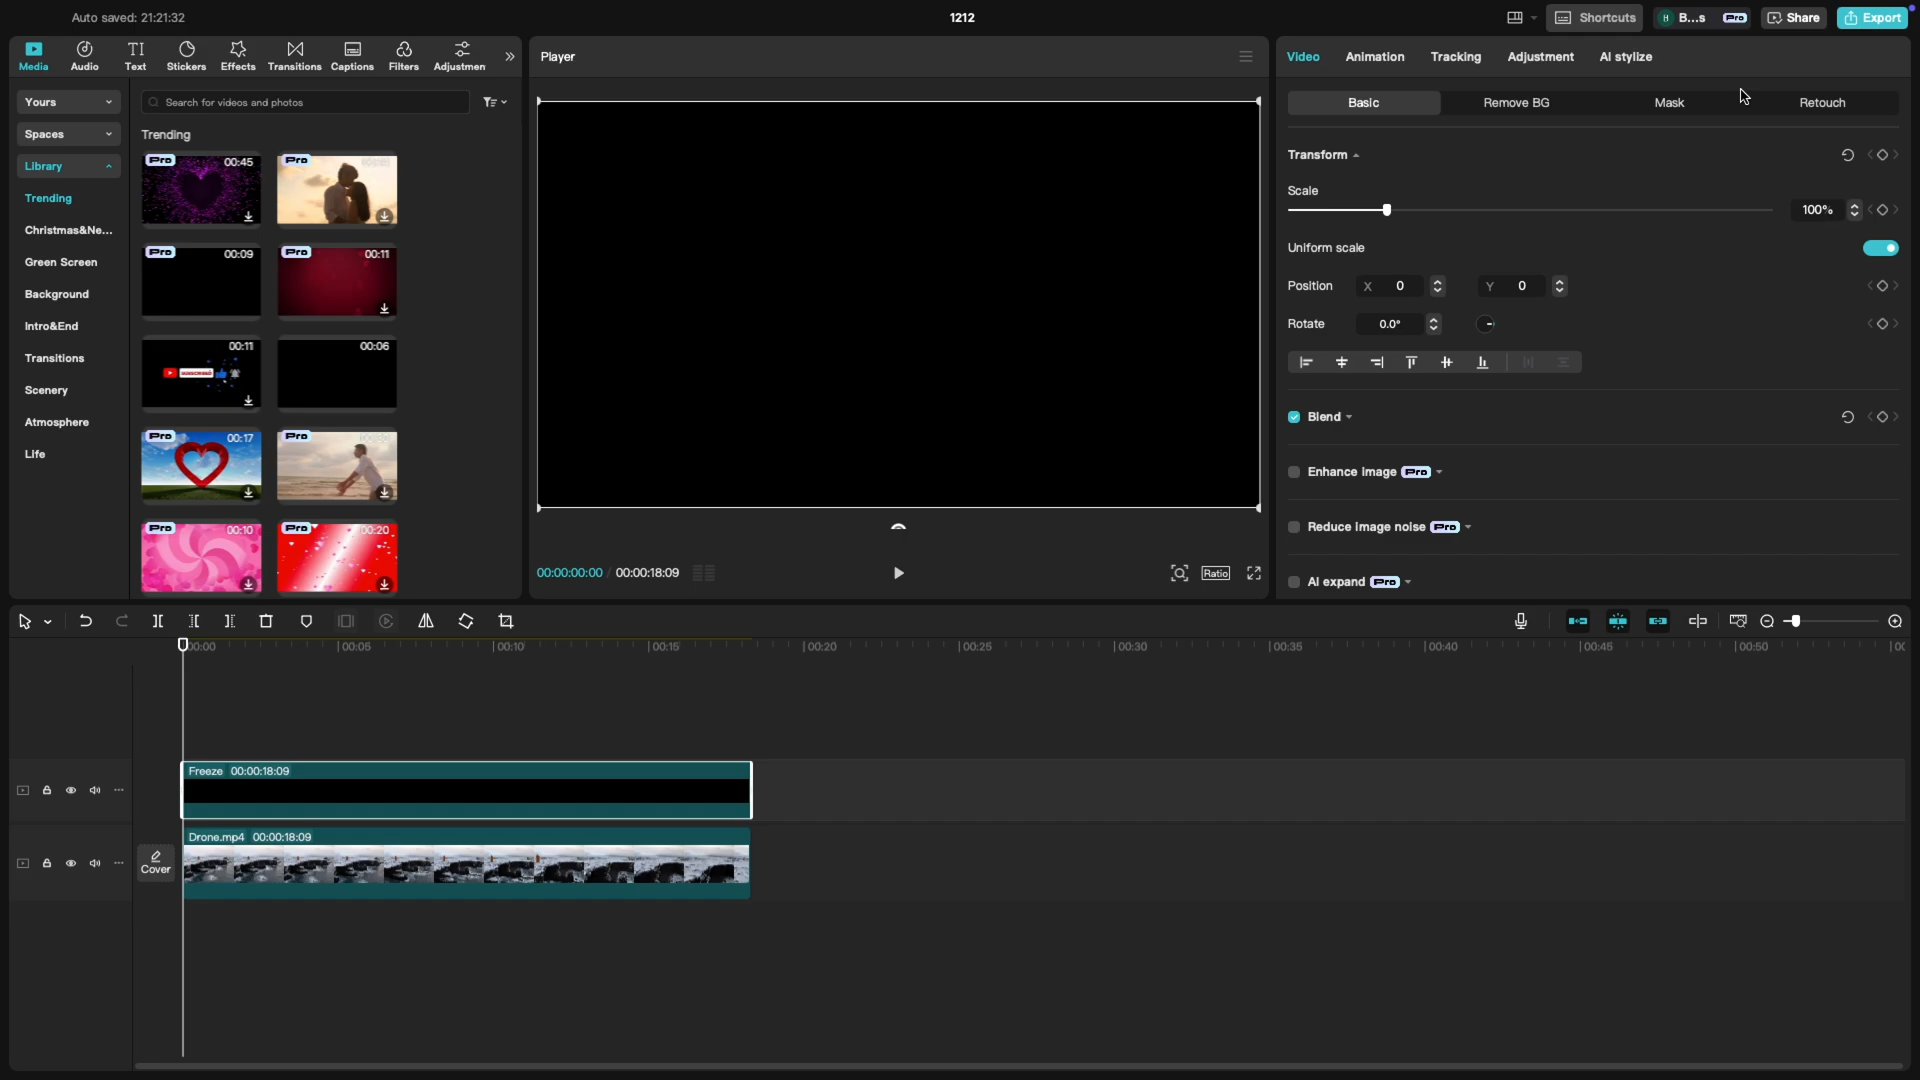 Auto saved: 21:21:32
1212
Shortcuts
B...s
Pro
Share
Export
Media
Audio
Text
Stickers
Effects
Transitions
Captions
Filters
Adjustmen
Player
Video
Animation
Tracking
Adjustment
AI stylize
Yours
Spaces
Library
Trending
Christmas&Ne...
Green Screen
Background
Intro&End
Transitions
Scenery
Atmosphere
Life
Search for videos and photos
Trending
Pro 00:45
Pro
Pro 00:09
Pro 00:11
00:11
SUBSCRIBED
00:06
Pro 00:17
Pro
Pro 00:10
Pro 00:20
00:00:00:00 / 00:00:18:09
Ratio
Basic
Remove BG
Mask
Retouch
Transform
Scale
100%
Uniform scale
Position X 0 Y 0
Rotate 0.0°
Blend
Enhance image Pro
Reduce image noise Pro
AI expand Pro
00:00 00:05 00:10 00:15 00:20 00:25 00:30 00:35 00:40 00:45 00:50
Freeze 00:00:18:09
Cover
Drone.mp4 00:00:18:09